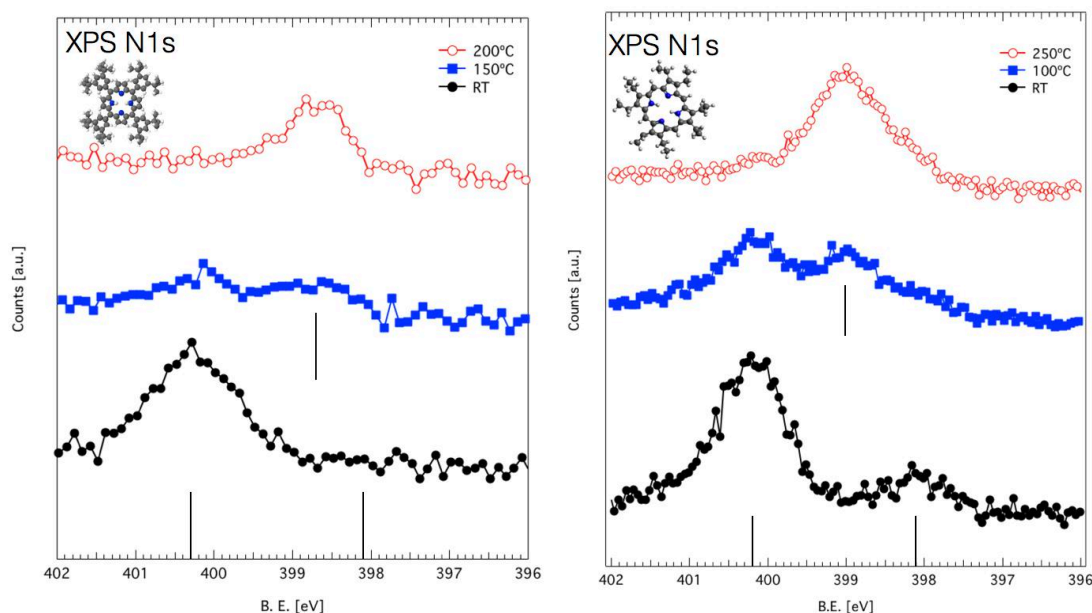 XPS N1s
200ºC
150ºC
RT
Counts [a.u.]
402
401
400
399
398
397
396
B. E. [eV]
XPS N1s
250ºC
100ºC
RT
Counts [a.u.]
402
401
400
399
398
397
396
B.E. [eV]